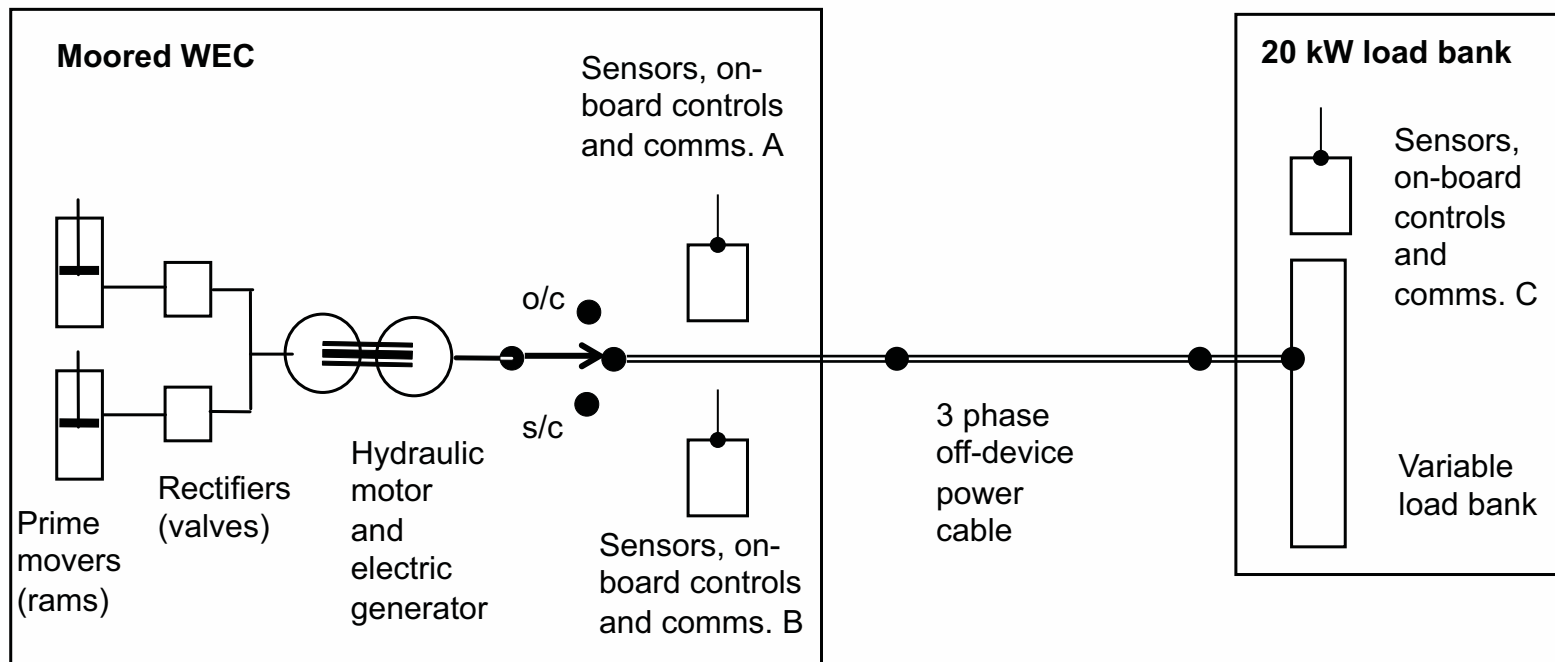 Moored WEC
Sensors, on-
board controls
and comms. A
o/c
s/c
Prime
movers
(rams)
Rectifiers
(valves)
Hydraulic
motor
and
electric
generator
Sensors, on-
board controls
and comms. B
3 phase
off-device
power
cable
20 kW load bank
Sensors,
on-board
controls
and
comms. C
Variable
load bank